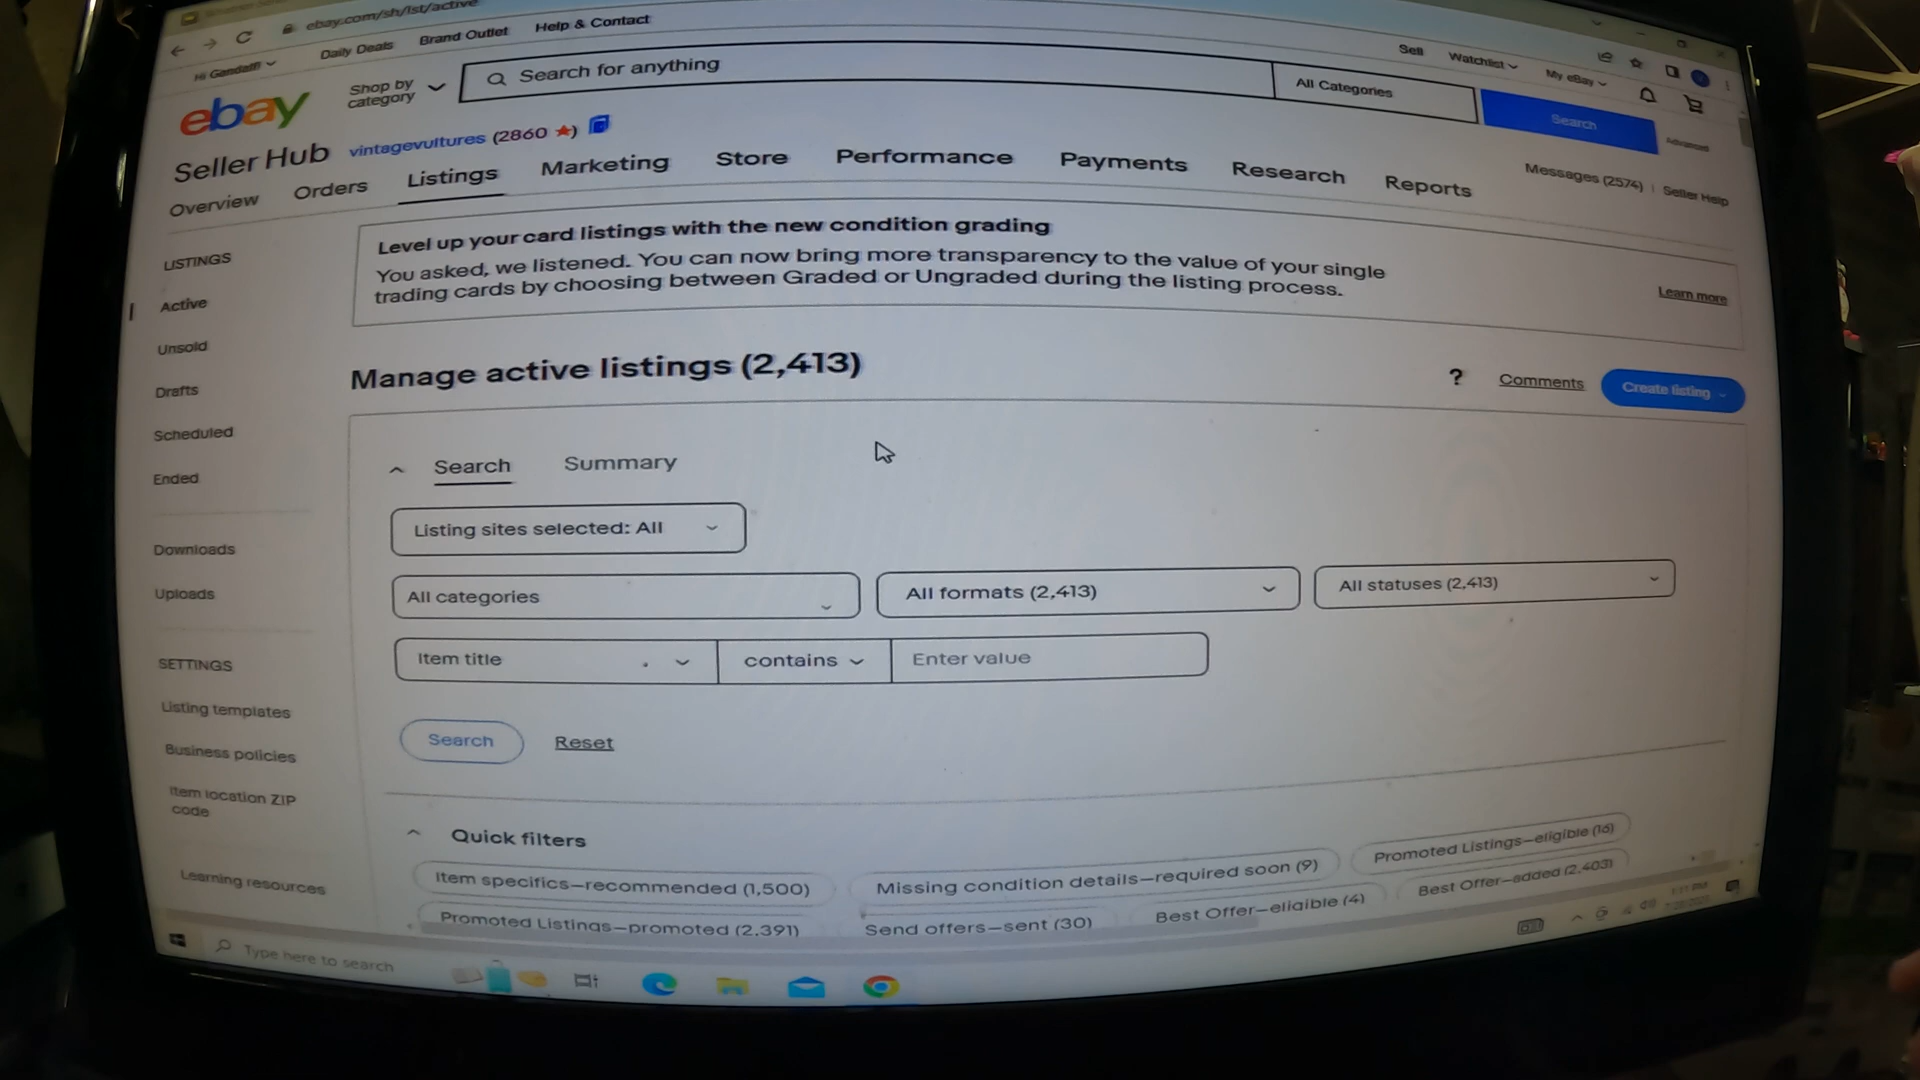 ebay.com/sh/lst/active
Hi Gandalf! Daily Deals Brand Outlet Help & Contact Sell Watchlist My eBay
ebay Shop by category Search for anything All Categories Search Advanced
Seller Hub vintagevultures (2860 ★) Messages (2574) | Seller Help
Overview Orders Listings Marketing Store Performance Payments Research Reports
LISTINGS
Active
Unsold
Drafts
Scheduled
Ended
Downloads
Uploads
SETTINGS
Listing templates
Business policies
Item location ZIP
code
Learning resources
Level up your card listings with the new condition grading
You asked, we listened. You can now bring more transparency to the value of your single
trading cards by choosing between Graded or Ungraded during the listing process.
Learn more
Manage active listings (2,413)
? Comments Create listing
Search Summary
Listing sites selected: All
All categories All formats (2,413) All statuses (2,413)
Item title contains Enter value
Search Reset
Quick filters
Item specifics—recommended (1,500) Missing condition details—required soon (9) Promoted Listings—eligible (16)
Promoted Listings—promoted (2,391) Send offers—sent (30) Best Offer—eligible (4) Best Offer—added (2,403)
Type here to search
1:11 PM